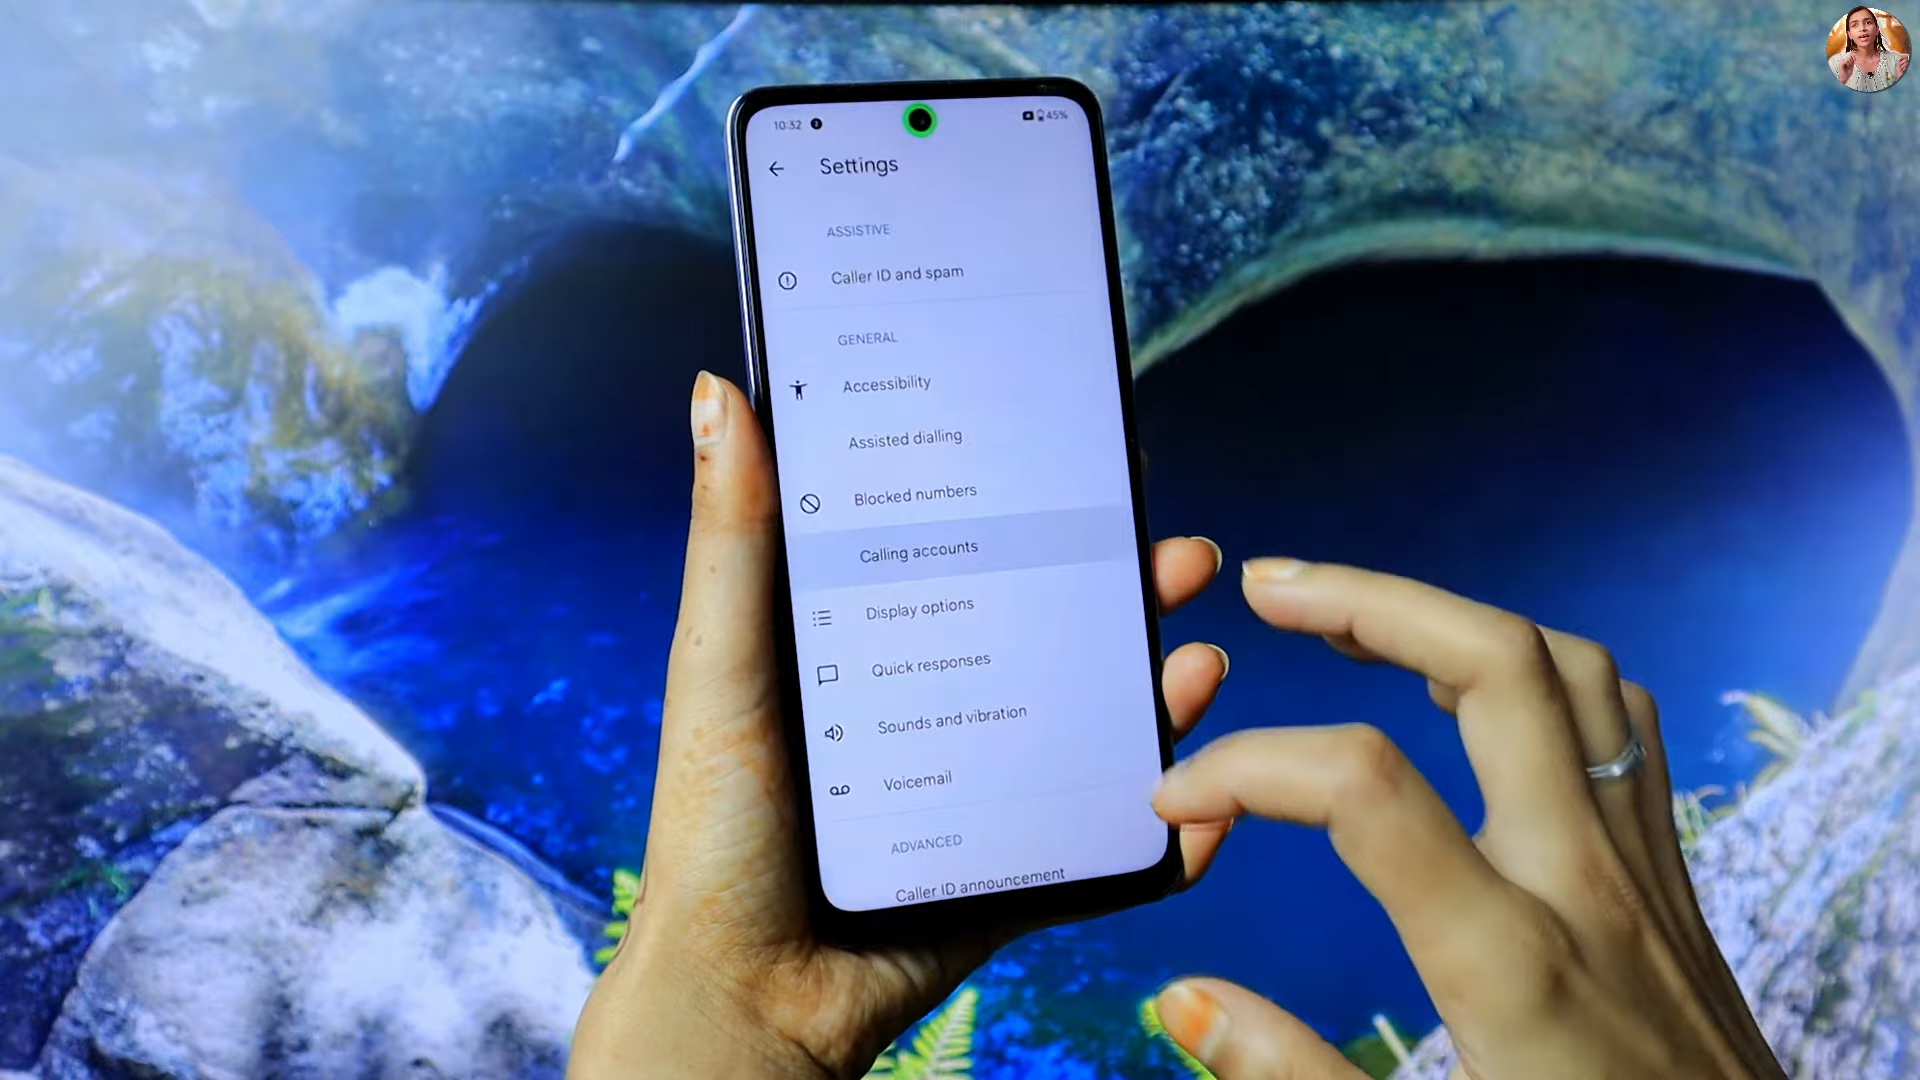 10:32
45%
Settings
ASSISTIVE
Caller ID and spam
GENERAL
Accessibility
Assisted dialling
Blocked numbers
Calling accounts
Display options
Quick responses
Sounds and vibration
Voicemail
ADVANCED
Caller ID announcement